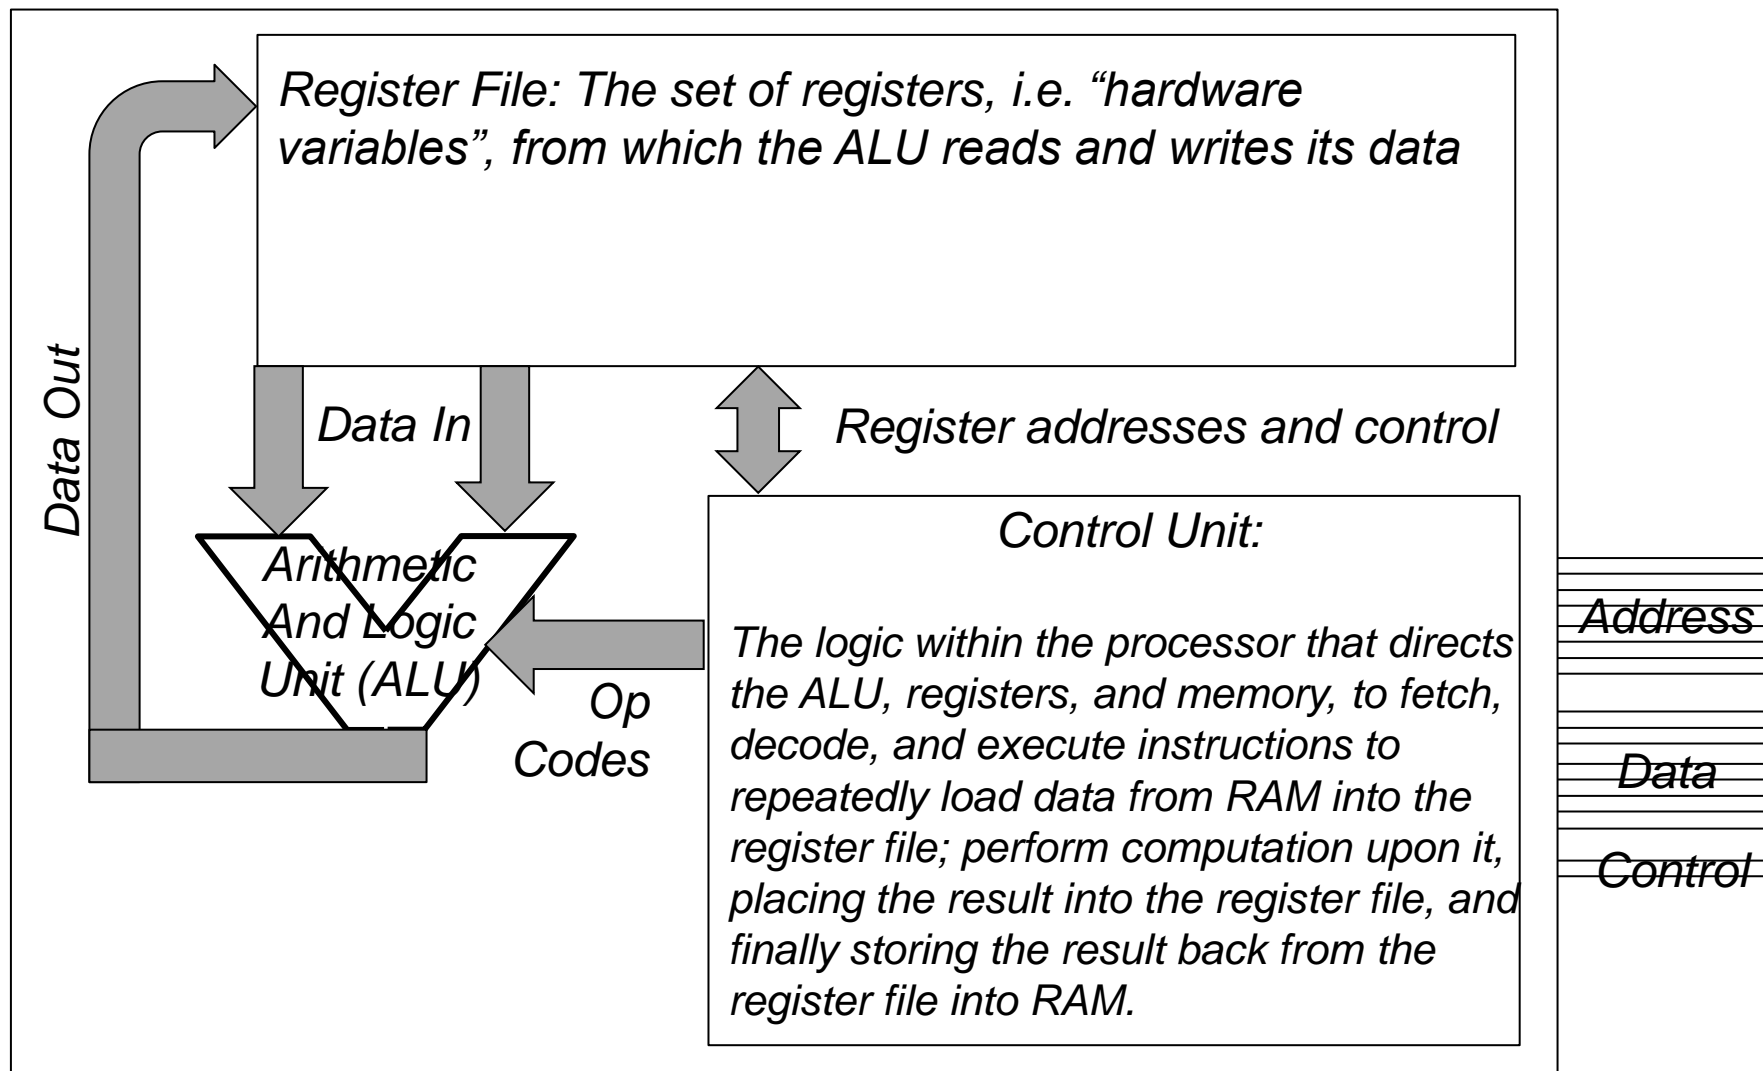 Register File: The set of registers, i.e. “hardware
variables”, from which the ALU reads and writes its data
Data Out
Data In
Register addresses and control
Arithmetic
And Logic
Unit (ALU)
Op
Codes
Control Unit:
The logic within the processor that directs
the ALU, registers, and memory, to fetch,
decode, and execute instructions to
repeatedly load data from RAM into the
register file; perform computation upon it,
placing the result into the register file, and
finally storing the result back from the
register file into RAM.
Address
Data
Control